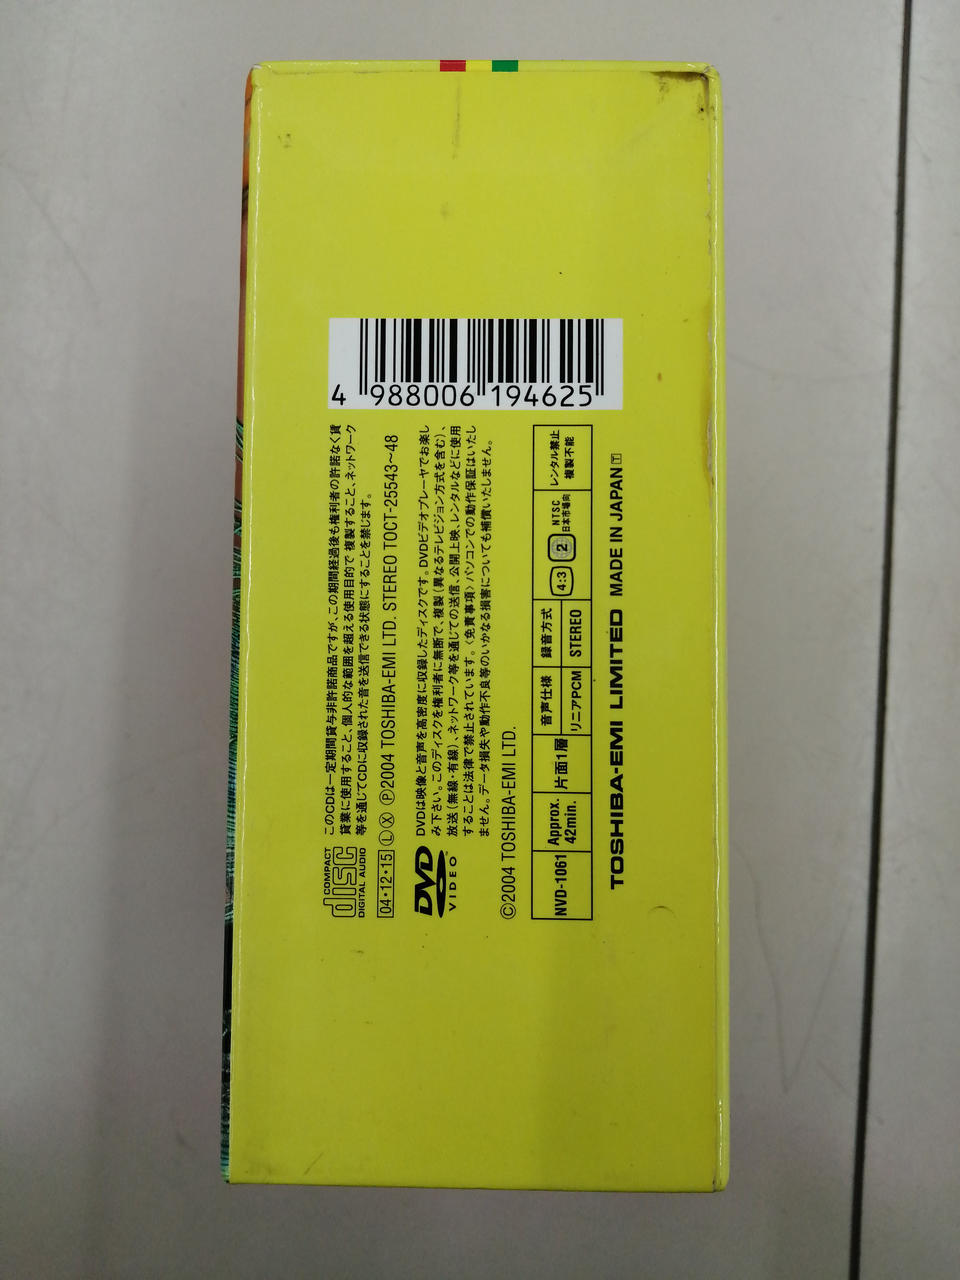 4 988006 194625
このCDは一定期間貸与非許諾商品ですが、この期間経過後も権利者の許諾なく賃
貸業に使用すること、個人的な範囲を超える使用目的で複製すること、ネットワーク
等を通じてCDに収録された音を送信できる状態にすることを禁じます。
COMPACT
disc
DIGITAL AUDIO
04・12・15 Ⓛ Ⓧ Ⓟ2004 TOSHIBA-EMI LTD. STEREO TOCT-25543~48
DVD
VIDEO
DVDは映像と音声を高密度に収録したディスクです。DVDビデオプレーヤでお楽し
み下さい。このディスクを権利者に無断で、複製(異なるテレビジョン方式を含む)、
放送(無線・有線)、ネットワーク等を通じての送信、公開上映、レンタルなどに使用
することは法律で禁止されています。〈免責事項〉パソコンでの動作保証はいたし
ません。データ損失や動作不良等のいかなる損害についても補償いたしません。
©2004 TOSHIBA-EMI LTD.
NVD-1061
Approx.
42min.
片面1層
音声仕様
リニアPCM
録音方式
STEREO
4:3
2
NTSC
日本市場向
レンタル禁止
複製不能
TOSHIBA-EMI LIMITED MADE IN JAPAN T